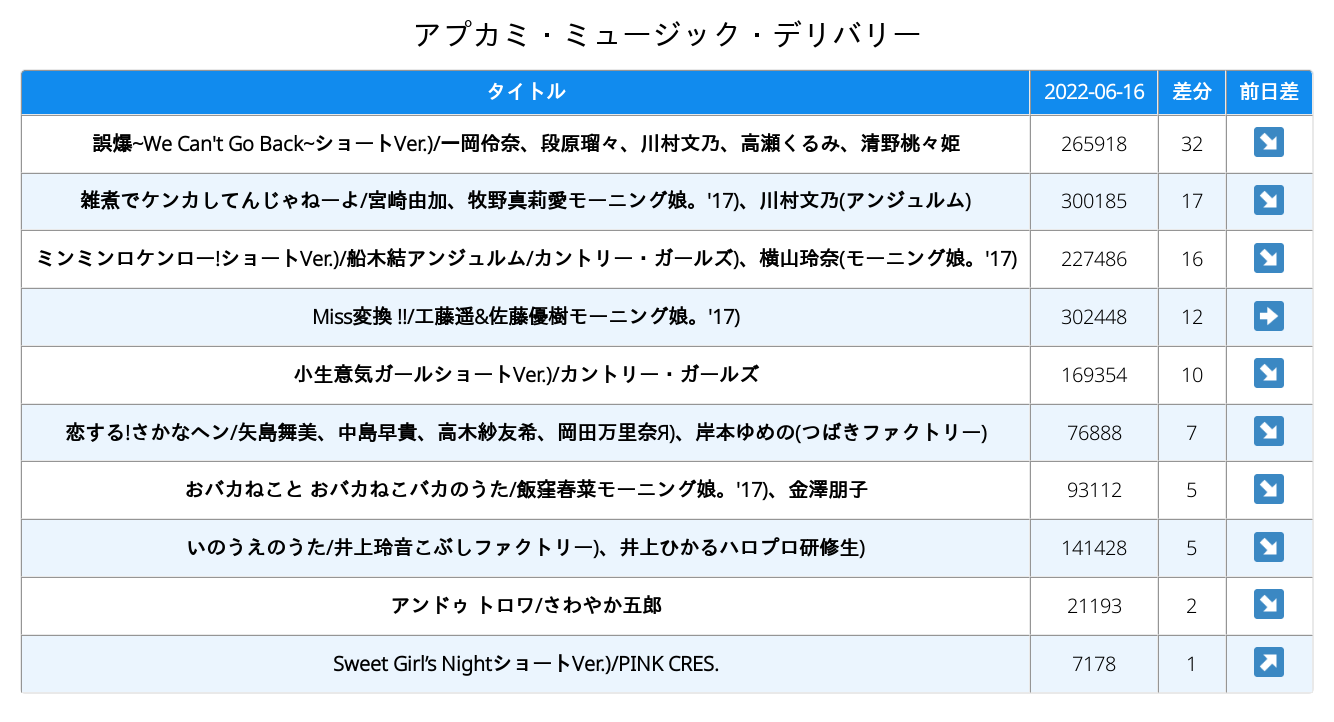 アプカミ・ミュージック・デリバリー
タイトル 2022-06-16 差分 前日差
誤爆~We Can't Go Back~ショートVer.)/一岡伶奈、段原瑠々、川村文乃、高瀬くるみ、清野桃々姫 265918 32
雑煮でケンカしてんじゃねーよ/宮崎由加、牧野真莉愛モーニング娘。'17)、川村文乃(アンジュルム) 300185 17
ミンミンロケンロー!ショートVer.)/船木結アンジュルム/カントリー・ガールズ)、横山玲奈(モーニング娘。'17) 227486 16
Miss変換 !!/工藤遥&佐藤優樹モーニング娘。'17) 302448 12
小生意気ガールショートVer.)/カントリー・ガールズ 169354 10
恋する!さかなヘン/矢島舞美、中島早貴、高木紗友希、岡田万里奈Я)、岸本ゆめの(つばきファクトリー) 76888 7
おバカねこと おバカねこバカのうた/飯窪春菜モーニング娘。'17)、金澤朋子 93112 5
いのうえのうた/井上玲音こぶしファクトリー)、井上ひかるハロプロ研修生) 141428 5
アンドゥ トロワ/さわやか五郎 21193 2
Sweet Girl’s NightショートVer.)/PINK CRES. 7178 1